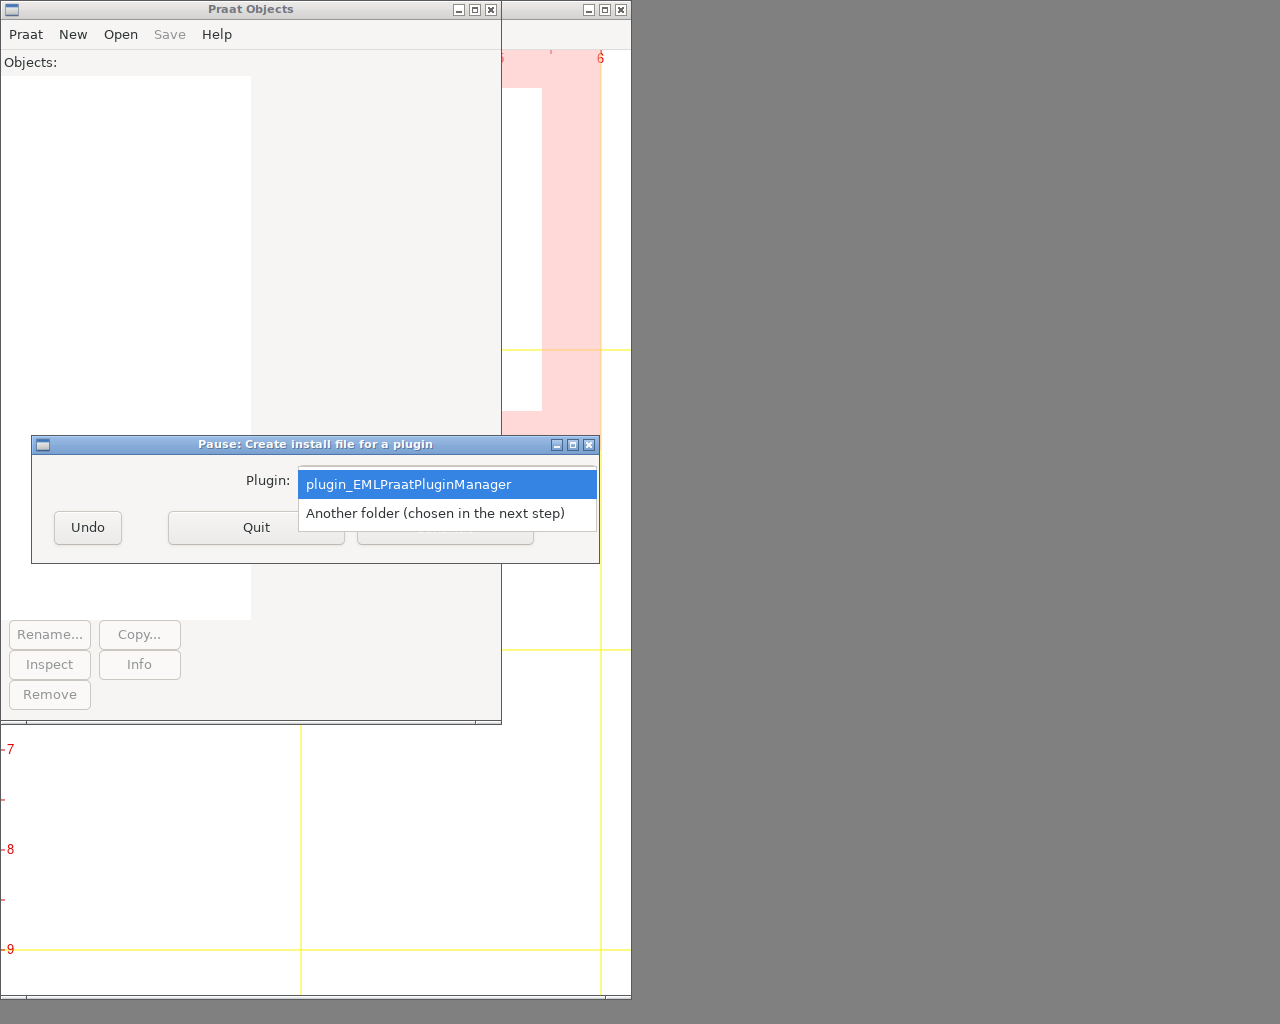 Praat Objects
Praat New Open Save Help
Objects:
6
Pause: Create install file for a plugin
Plugin:
plugin_EMLPraatPluginManager
Another folder (chosen in the next step)
Undo
Quit
Rename...
Copy...
Inspect
Info
Remove
7
8
9